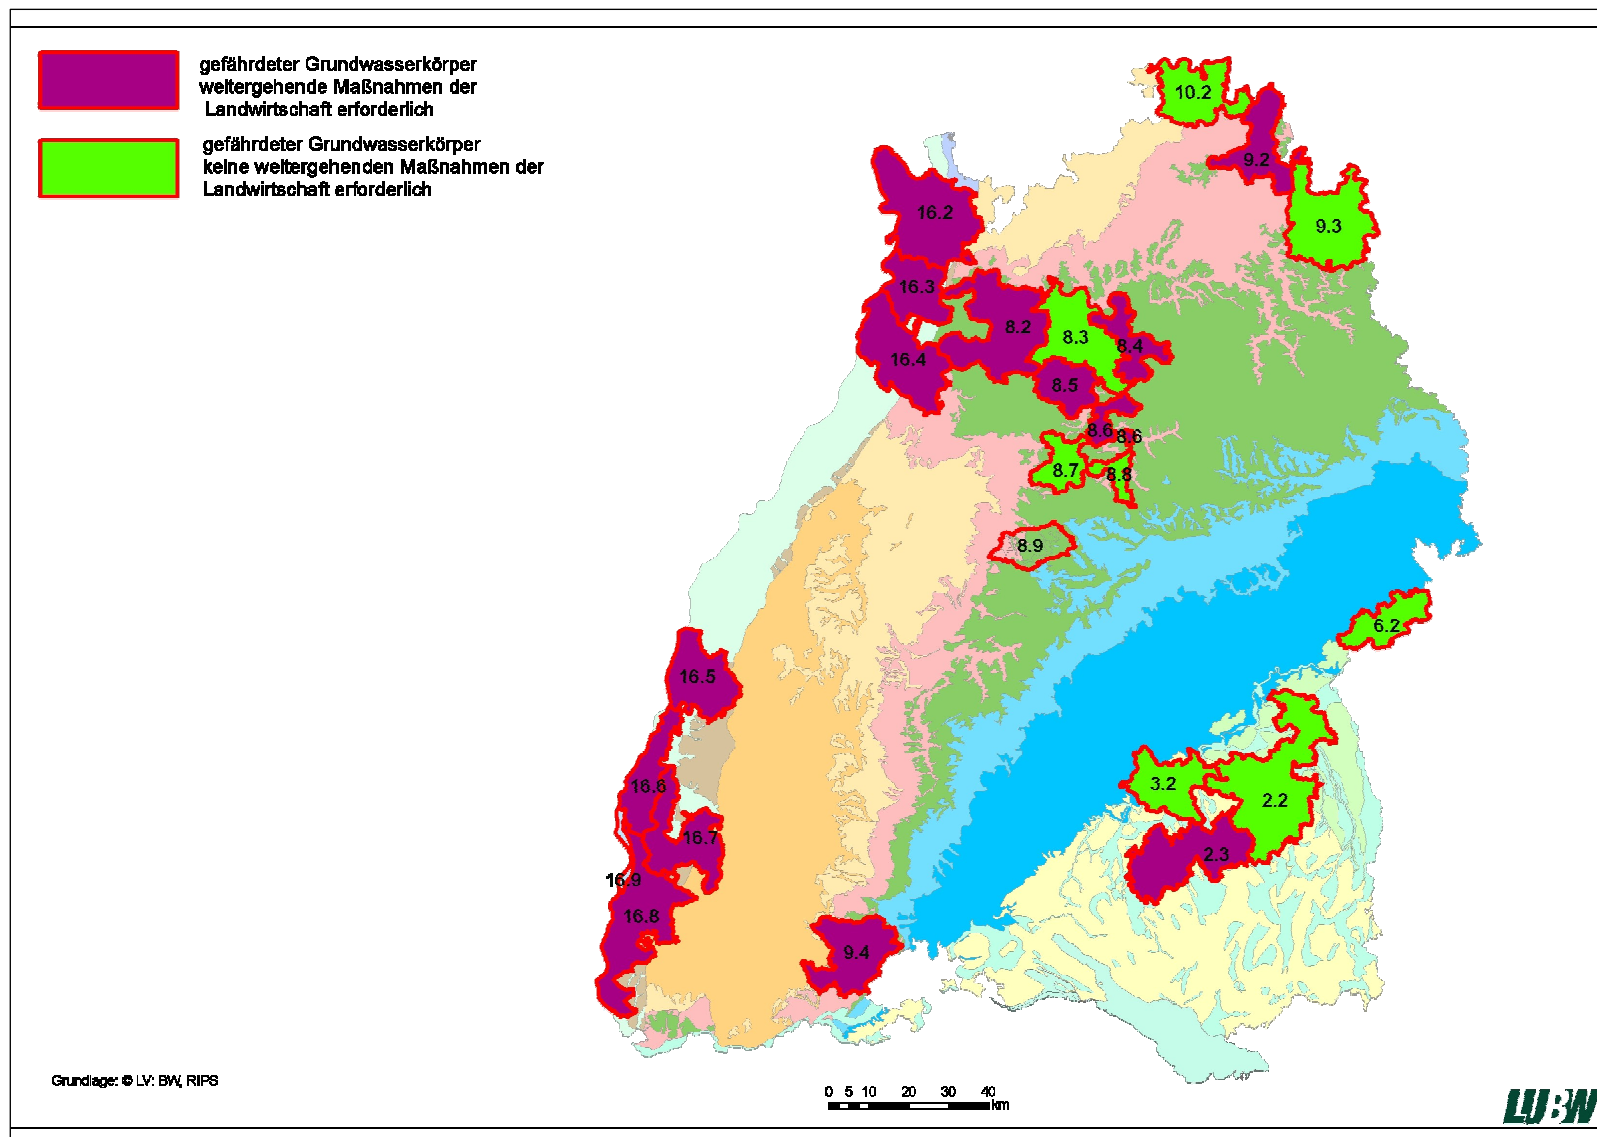 gefährdeter Grundwasserkörper
weitergehende Maßnahmen der
Landwirtschaft erforderlich
gefährdeter Grundwasserkörper
keine weitergehenden Maßnahmen der
Landwirtschaft erforderlich
10.2
9.2
16.2
9.3
16.3
8.2
8.3
8.4
16.4
8.5
8.6
8.6
8.7
8.8
8.9
6.2
16.5
3.2
16.6
2.2
16.7
2.3
16.9
16.8
9.4
Grundlage: © LV: BW, RIPS
0 5 10 20 30 40
km
LUBW